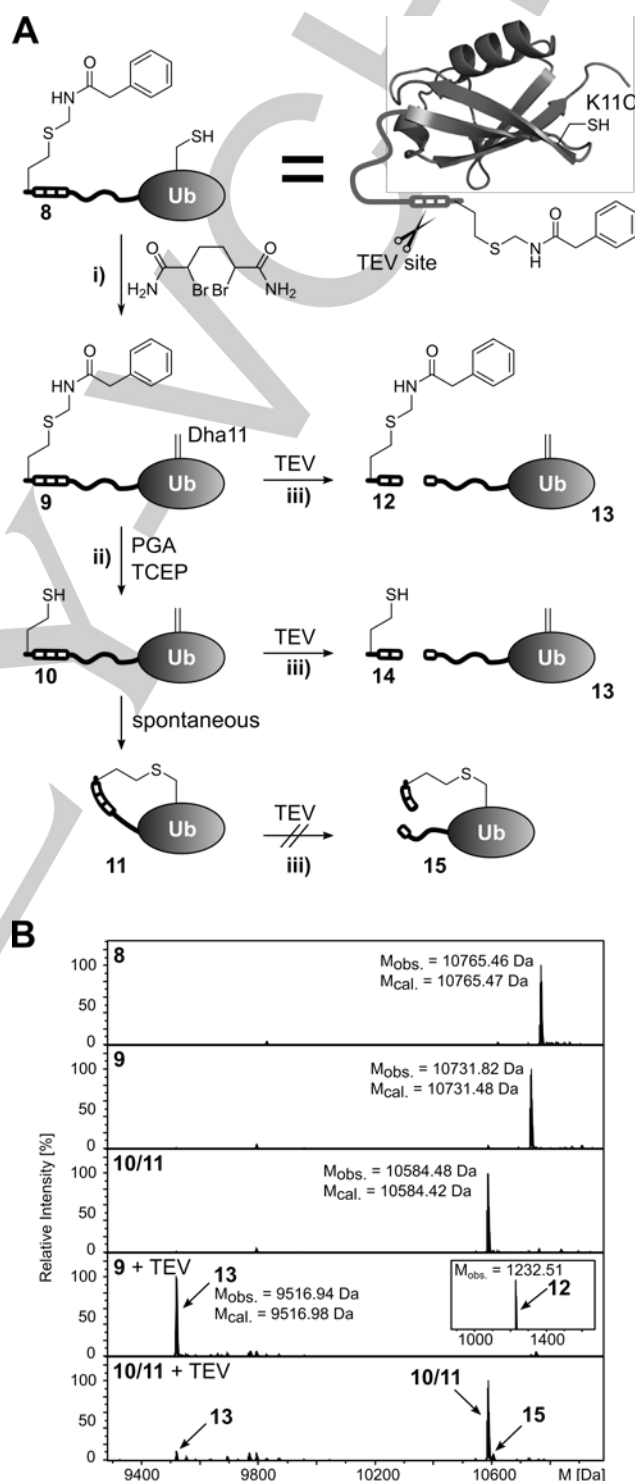 A
O
NH
S
SH
8
Ub
=
K11C
SH
TEV site
S
N
H
O
i)
O
H₂N
Br
Br
O
NH₂
O
NH
S
Dha11
9
Ub
TEV
iii)
O
NH
S
12
Ub
13
ii)
PGA
TCEP
SH
10
Ub
TEV
iii)
SH
14
Ub
13
spontaneous
S
11
Ub
TEV
iii)
S
15
Ub
B
Relative Intensity [%]
8
100
50
0
Mobs. = 10765.46 Da
Mcal. = 10765.47 Da
9
100
50
0
Mobs. = 10731.82 Da
Mcal. = 10731.48 Da
10/11
100
50
0
Mobs. = 10584.48 Da
Mcal. = 10584.42 Da
9 + TEV
100
50
0
13
Mobs. = 9516.94 Da
Mcal. = 9516.98 Da
Mobs. = 1232.51
12
1000 1400
10/11 + TEV
100
50
0
13
10/11
15
9400 9800 10200 10600 M [Da]